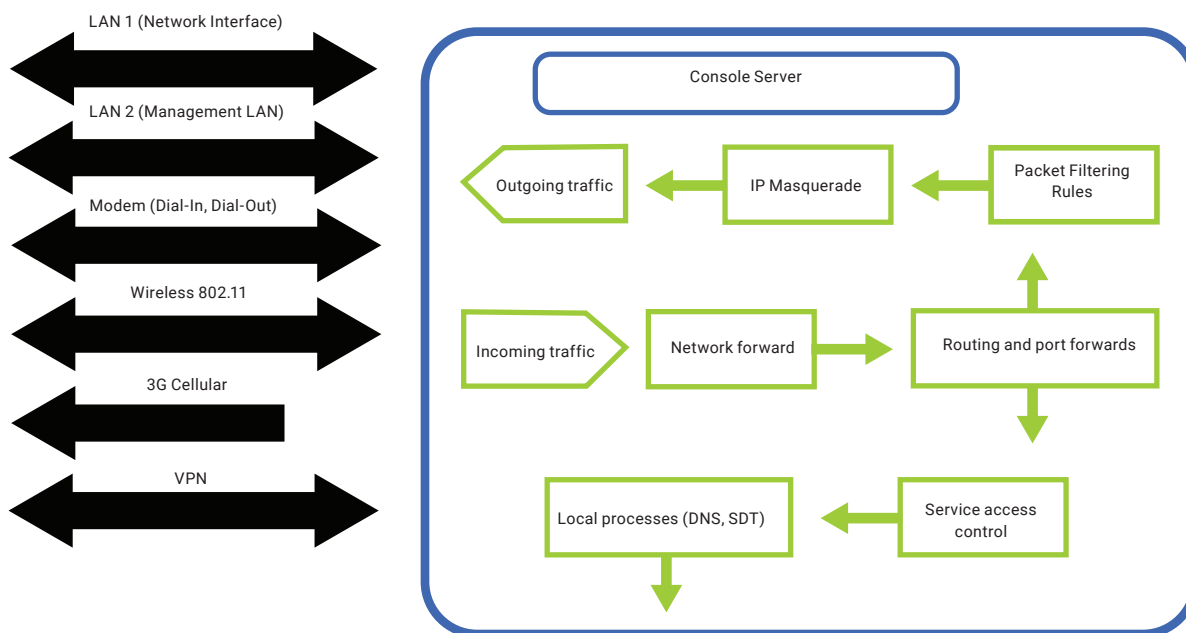 LAN 1 (Network Interface)
LAN 2 (Management LAN)
Modem (Dial-In, Dial-Out)
Wireless 802.11
3G Cellular
VPN
Console Server
Outgoing traffic
IP Masquerade
Packet Filtering
Rules
Incoming traffic
Network forward
Routing and port forwards
Local processes (DNS, SDT)
Service access
control